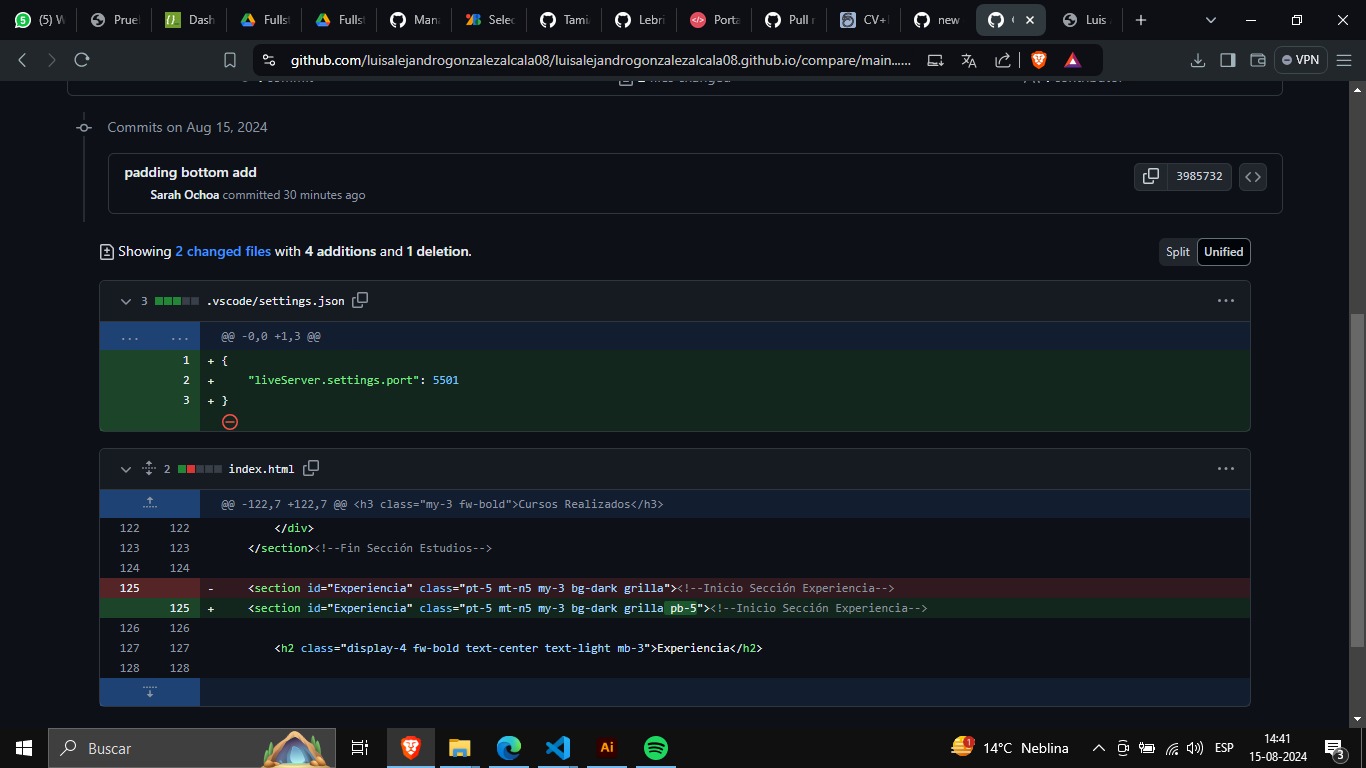 (5) W
Prue
Dash
Fulls
Fulls
Mana
Selec
Tami
Lebri
Porta
Pull r
CV+
new
Luis
github.com/luisalejandrogonzalezalcala08/luisalejandrogonzalezalcala08.github.io/compare/main......
VPN
Commits on Aug 15, 2024
padding bottom add
Sarah Ochoa committed 30 minutes ago
3985732
Showing 2 changed files with 4 additions and 1 deletion.
Split Unified
3 .vscode/settings.json
... ... @@ -0,0 +1,3 @@
1 + {
2 + "liveServer.settings.port": 5501
3 + }
2 index.html
@@ -122,7 +122,7 @@ <h3 class="my-3 fw-bold">Cursos Realizados</h3>
122 122 </div>
123 123 </section><!--Fin Sección Estudios-->
124 124
125 - <section id="Experiencia" class="pt-5 mt-n5 my-3 bg-dark grilla"><!--Inicio Sección Experiencia-->
125 + <section id="Experiencia" class="pt-5 mt-n5 my-3 bg-dark grilla pb-5"><!--Inicio Sección Experiencia-->
126 126
127 127 <h2 class="display-4 fw-bold text-center text-light mb-3">Experiencia</h2>
128 128
Buscar
Ai
1
14°C Neblina
ESP
14:41
15-08-2024
3